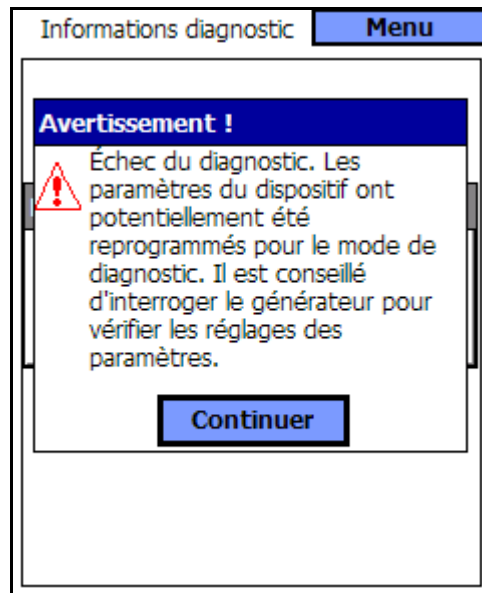 Informations diagnostic
Menu
Avertissement !
Échec du diagnostic. Les
paramètres du dispositif ont
potentiellement été
reprogrammés pour le mode de
diagnostic. Il est conseillé
d'interroger le générateur pour
vérifier les réglages des
paramètres.
Continuer